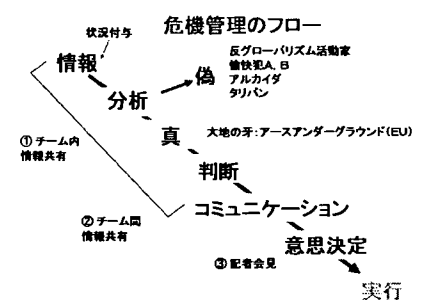 危機管理のフロー
状況付与
情報
反グローバリズム活動家
愉快犯A、B
アルカイダ
タリバン
偽
分析
真
大地の牙：アースアンダーグラウンド(EU)
① チーム内
情報共有
判断
コミュニケーション
② チーム間
情報共有
意思決定
③ 記者会見
実行